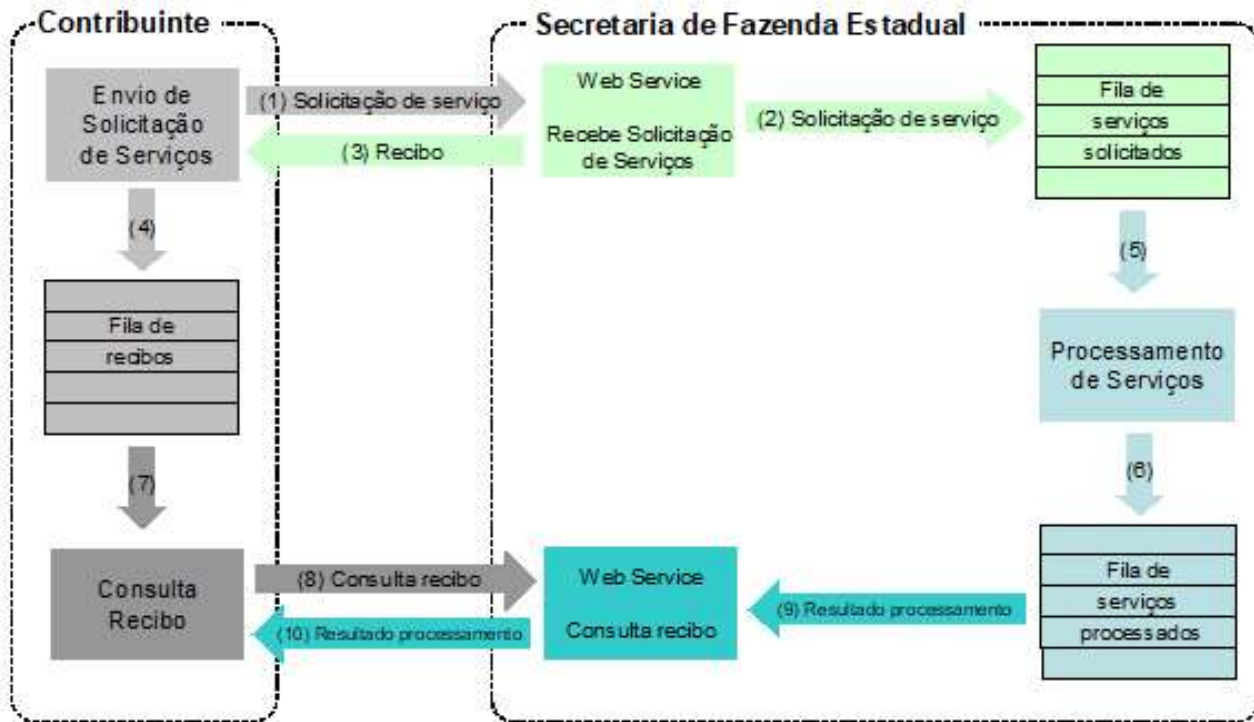 Contribuinte
Secretaria de Fazenda Estadual
Envio de
Solicitação
de Serviços
(1) Solicitação de serviço
(3) Recibo
Web Service
Recebe Solicitação
de Serviços
(2) Solicitação de serviço
Fila de
serviços
solicitados
(4)
(5)
Fila de
recibos
Processamento
de Serviços
(7)
(6)
Consulta
Recibo
(8) Consulta recibo
(10) Resultado processamento
Web Service
Consulta recibo
(9) Resultado processamento
Fila de
serviços
processados